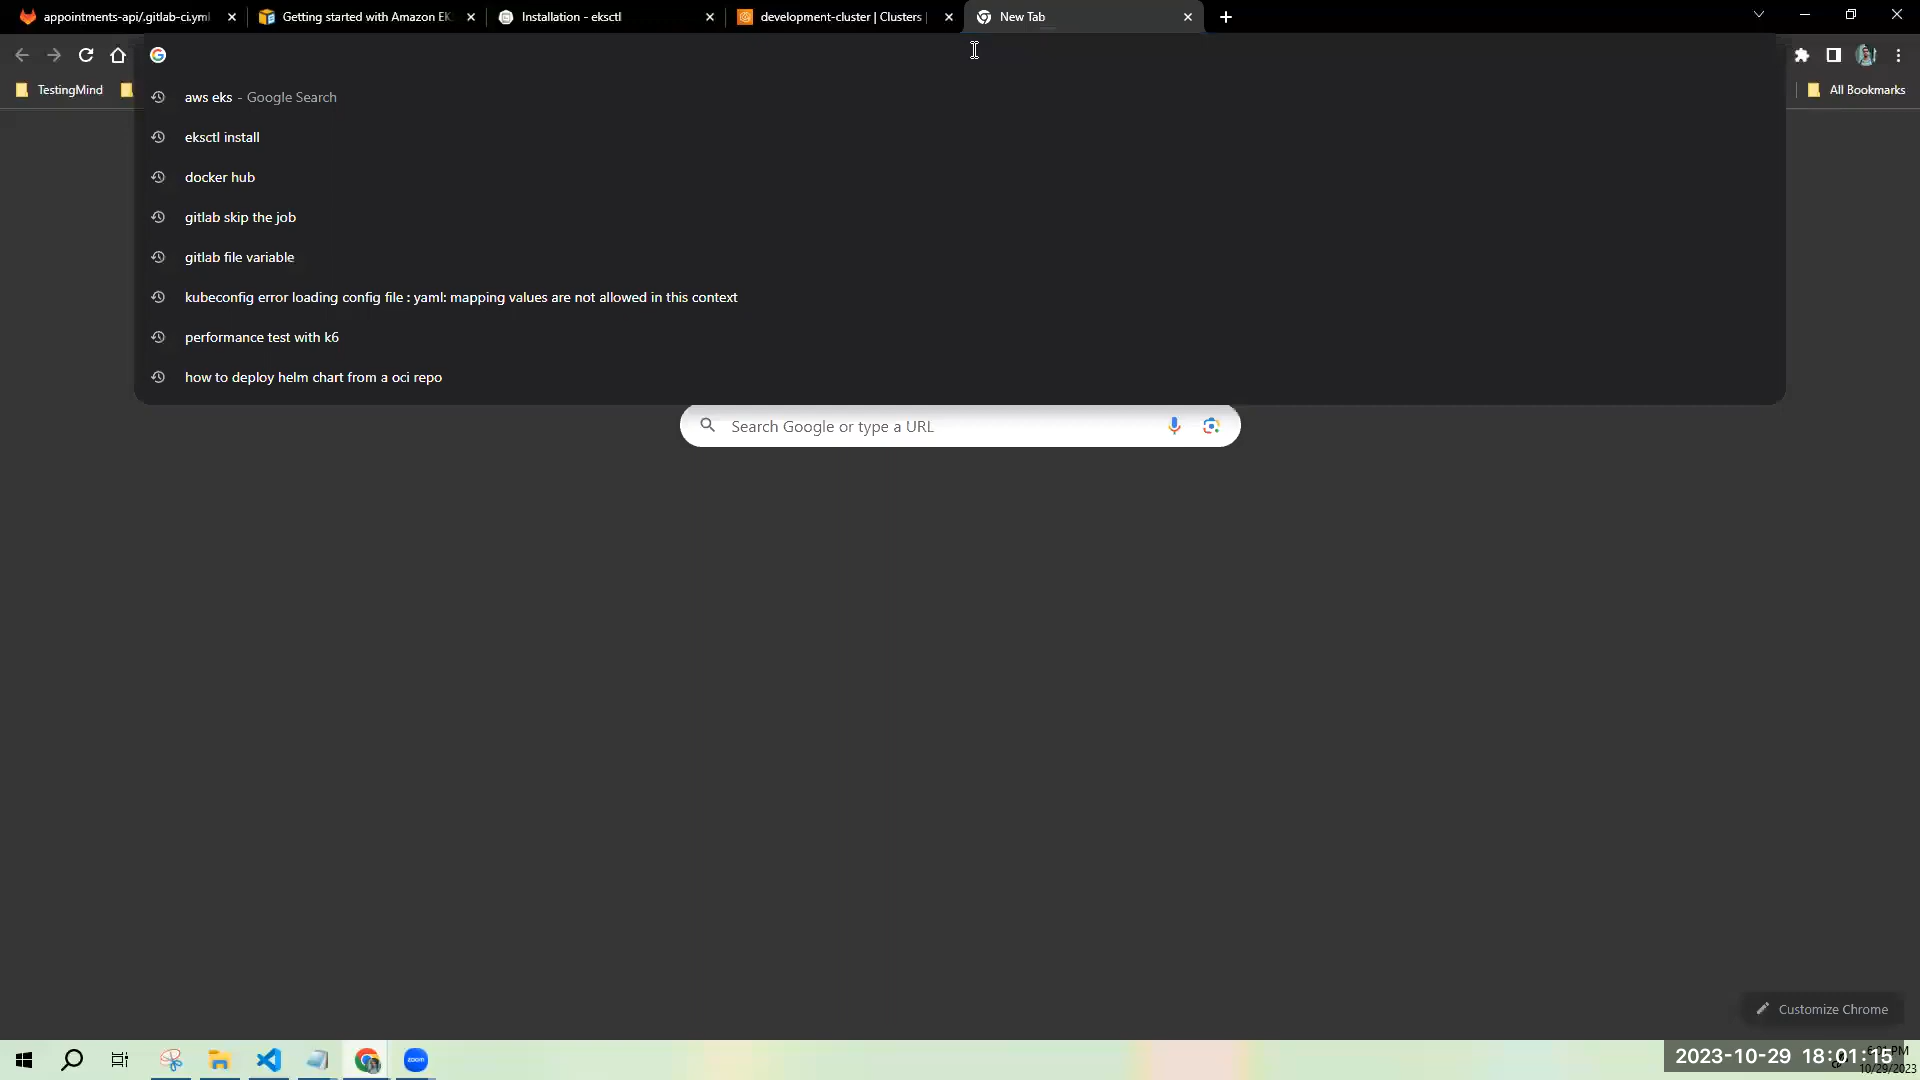 appointments-api/.gitlab-ci.yml
Getting started with Amazon EK
Installation - eksctl
development-cluster | Clusters |
New Tab
TestingMind
All Bookmarks
aws eks - Google Search
eksctl install
docker hub
gitlab skip the job
gitlab file variable
kubeconfig error loading config file : yaml: mapping values are not allowed in this context
performance test with k6
how to deploy helm chart from a oci repo
Search Google or type a URL
Customize Chrome
zoom
2023-10-29 18:01:15
10/29/2023